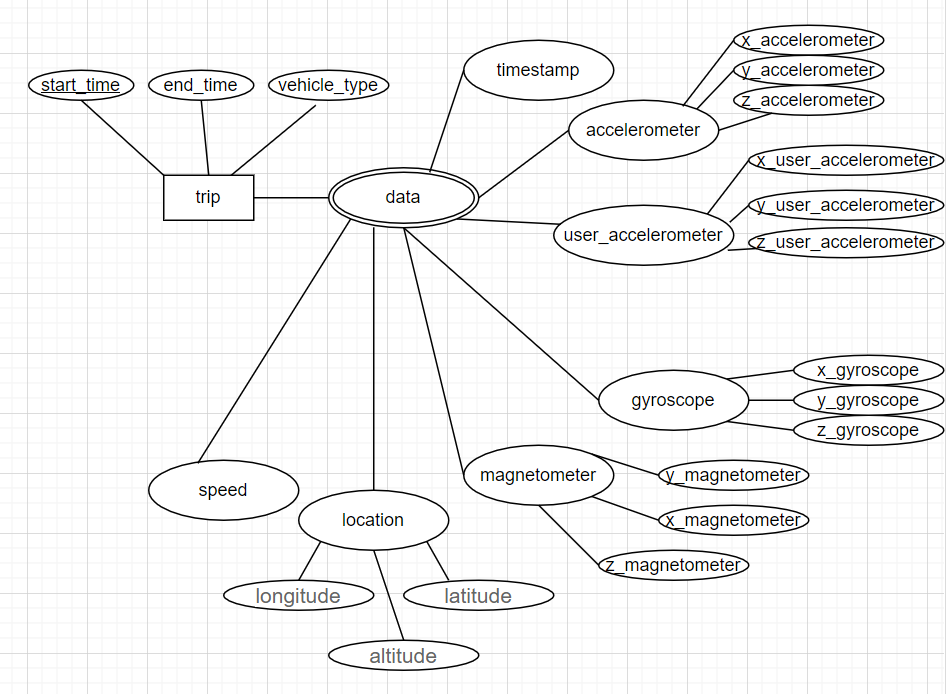 x_accelerometer
timestamp
y_accelerometer
start_time
end_time
vehicle_type
z_accelerometer
accelerometer
x_user_accelerometer
trip
data
y_user_accelerometer
user_accelerometer
z_user_accelerometer
x_gyroscope
gyroscope
y_gyroscope
z_gyroscope
magnetometer
y_magnetometer
speed
location
x_magnetometer
z_magnetometer
longitude
latitude
altitude